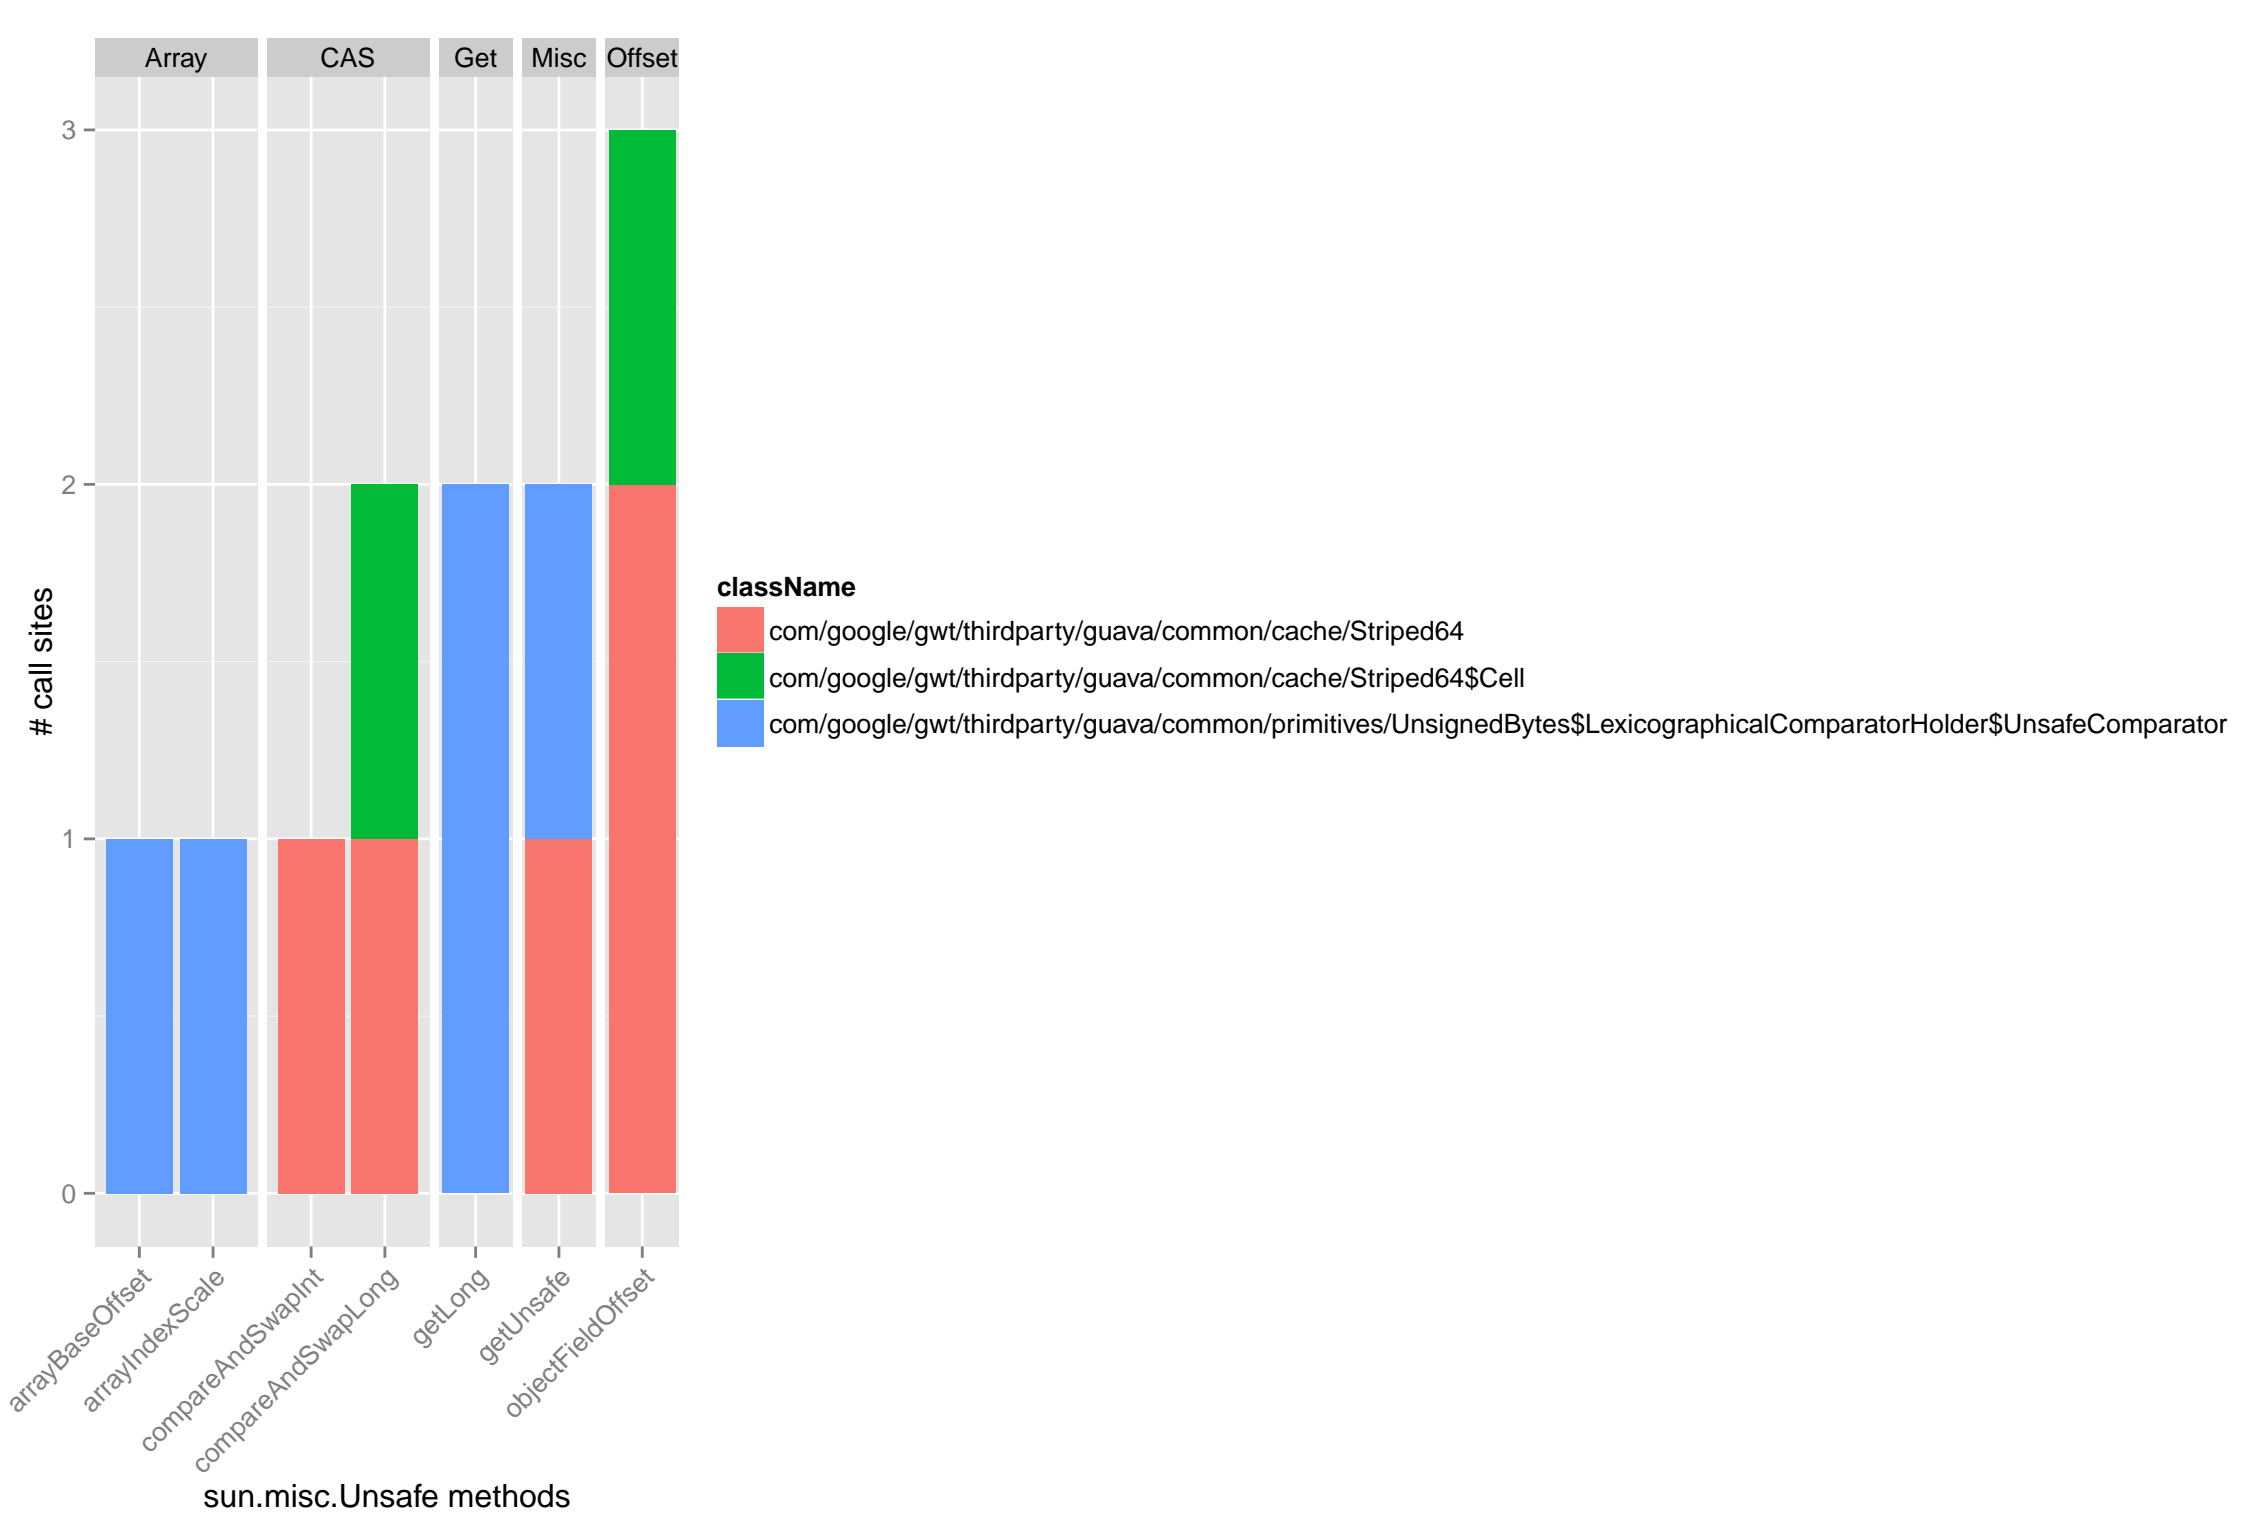 Array CAS Get Misc Offset
3
2
1
0
# call sites
arrayBaseOffset
arrayIndexScale
compareAndSwapInt
compareAndSwapLong
getLong
getUnsafe
objectFieldOffset
sun.misc.Unsafe methods
className
com/google/gwt/thirdparty/guava/common/cache/Striped64
com/google/gwt/thirdparty/guava/common/cache/Striped64$Cell
com/google/gwt/thirdparty/guava/common/primitives/UnsignedBytes$LexicographicalComparatorHolder$UnsafeComparator